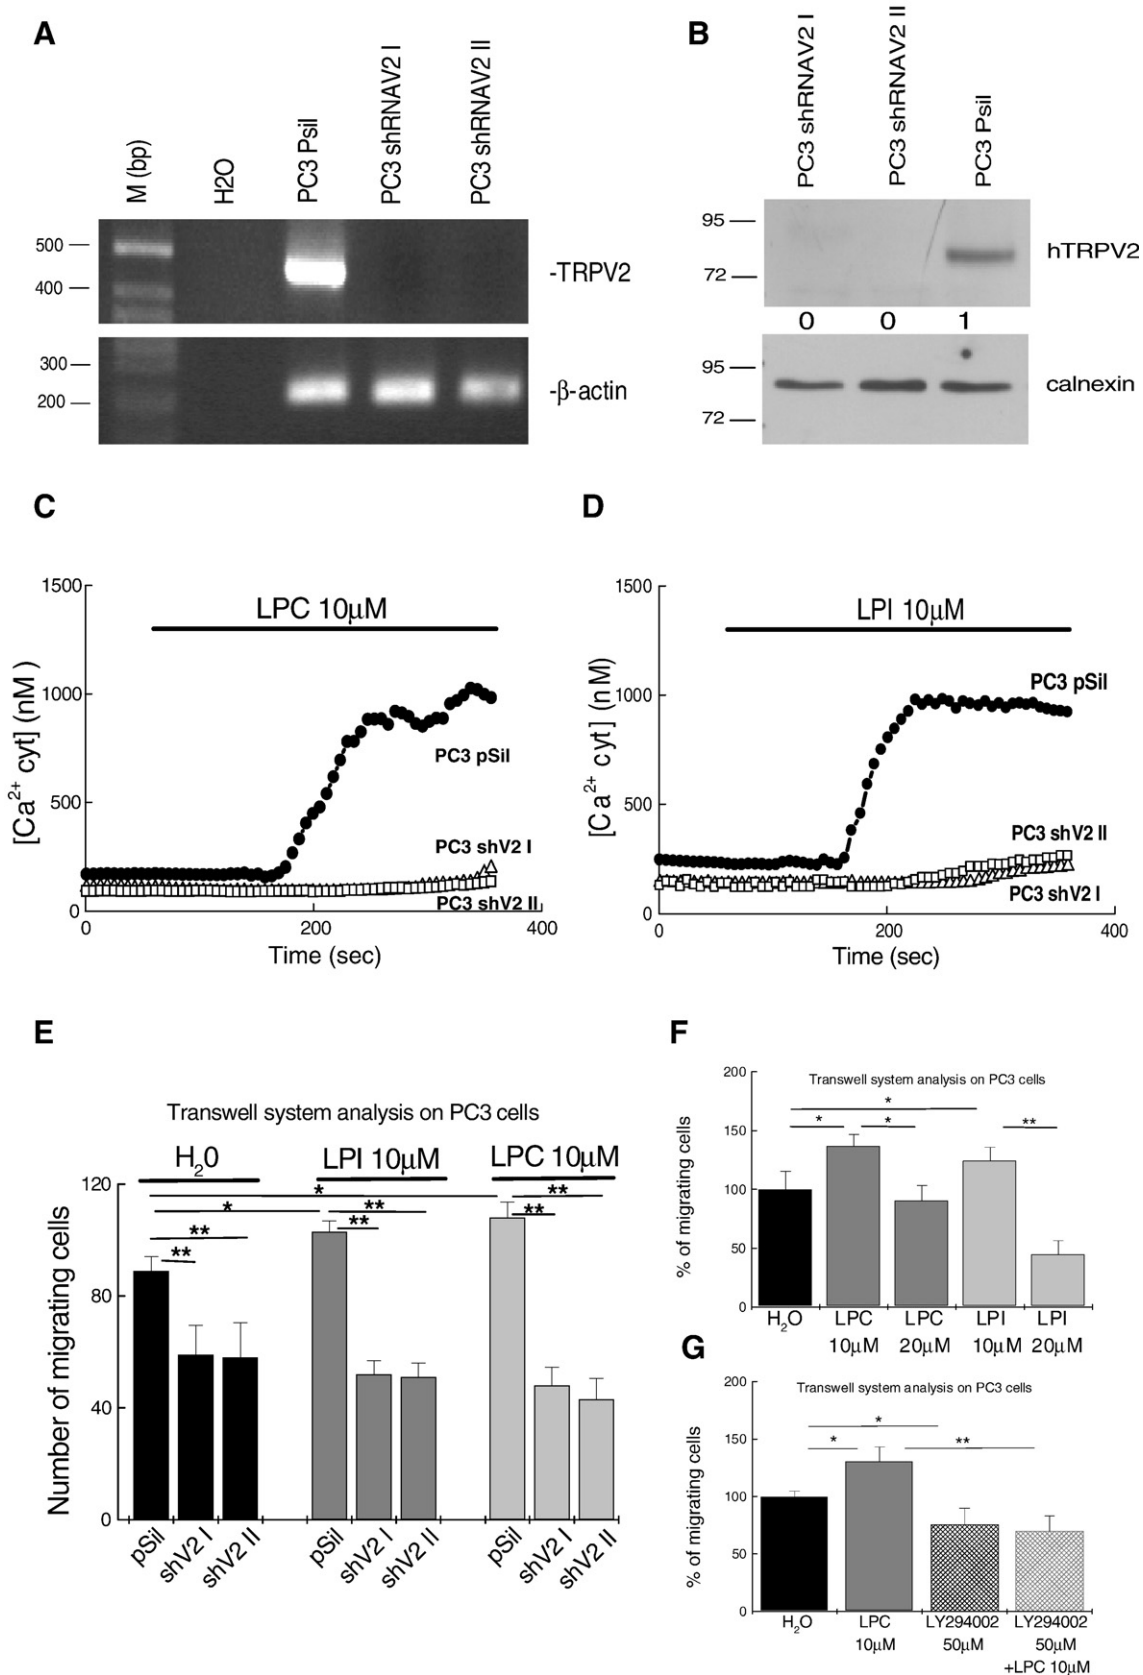 A
M (bp)
H2O
PC3 Psil
PC3 shRNAV2 I
PC3 shRNAV2 II
500
400
-TRPV2
300
200
-β-actin
B
PC3 shRNAV2 I
PC3 shRNAV2 II
PC3 Psil
95
72
hTRPV2
0 0 1
95
72
calnexin
C
LPC 10µM
[Ca2+ cyt] (nM )
1500
1000
500
0
PC3 pSil
PC3 shV2 I
PC3 shV2 II
0 200 400
Time (sec)
D
LPI 10µM
[Ca2+ cyt] (nM)
1500
1000
500
0
PC3 pSil
PC3 shV2 II
PC3 shV2 I
0 200 400
Time (sec)
E
Transwell system analysis on PC3 cells
H20 LPI 10µM LPC 10µM
Number of migrating cells
120
80
40
0
* **
* ** **
** ** **
pSil shV2 I shV2 II pSil shV2 I shV2 II pSil shV2 I shV2 II
F
Transwell system analysis on PC3 cells
% of migrating cells
200
150
100
50
0
*
* * **
H2O LPC LPC LPI LPI
10µM 20µM 10µM 20µM
G
Transwell system analysis on PC3 cells
% of migrating cells
200
150
100
50
0
*
* **
H2O LPC LY294002 LY294002
10µM 50µM 50µM
+LPC 10µM